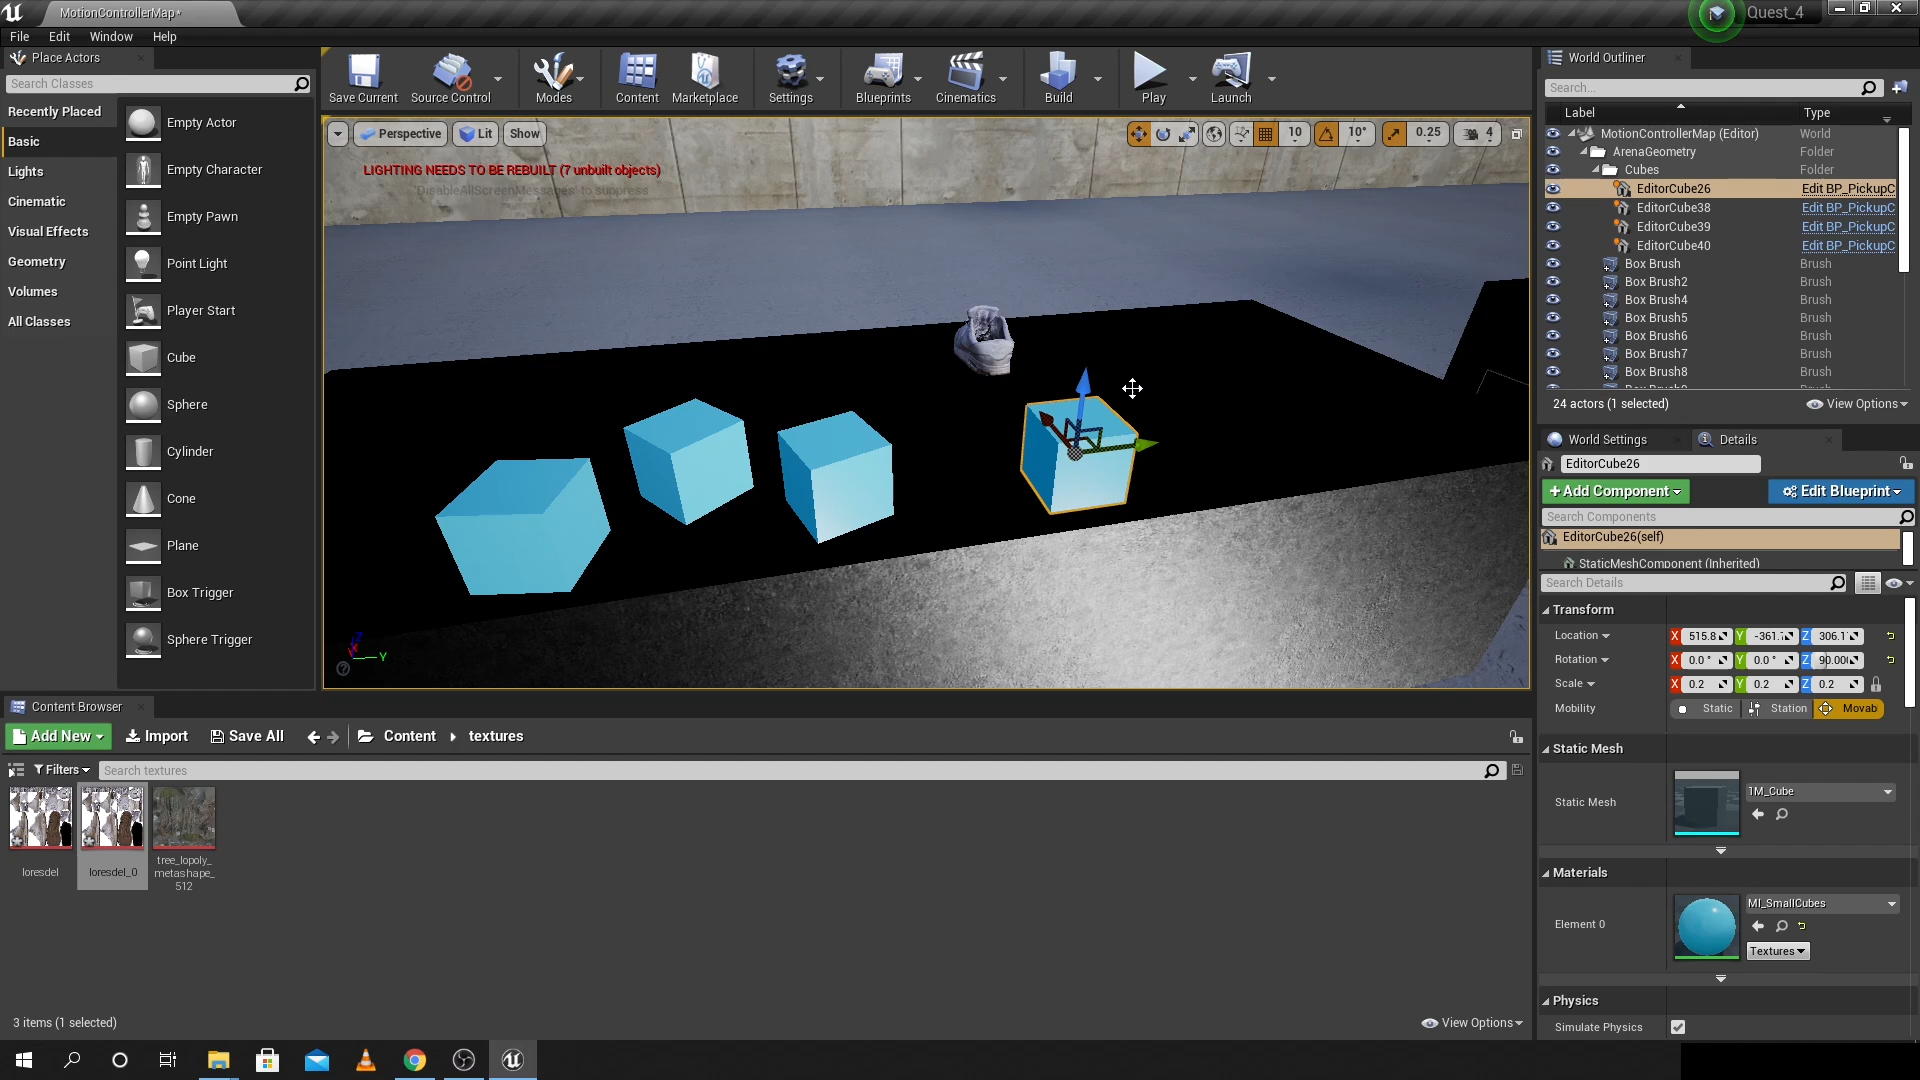 MotionControllerMap*
Quest_4
File Edit Window Help
Place Actors
Search Classes
Recently Placed
Basic
Lights
Cinematic
Visual Effects
Geometry
Volumes
All Classes
Empty Actor
Empty Character
Empty Pawn
Point Light
Player Start
Cube
Sphere
Cylinder
Cone
Plane
Box Trigger
Sphere Trigger
Save Current Source Control Modes Content Marketplace Settings Blueprints Cinematics Build Play Launch
Perspective Lit Show 10 10° 0.25 4
LIGHTING NEEDS TO BE REBUILT (7 unbuilt objects)
'DisableAllScreenMessages' to suppress
Z
X
Y
World Outliner
Search...
Label Type
MotionControllerMap (Editor) World
ArenaGeometry Folder
Cubes Folder
EditorCube26 Edit BP_PickupC
EditorCube38 Edit BP_PickupC
EditorCube39 Edit BP_PickupC
EditorCube40 Edit BP_PickupC
Box Brush Brush
Box Brush2 Brush
Box Brush4 Brush
Box Brush5 Brush
Box Brush6 Brush
Box Brush7 Brush
Box Brush8 Brush
24 actors (1 selected) View Options
World Settings Details
EditorCube26
+Add Component Edit Blueprint
Search Components
EditorCube26(self)
StaticMeshComponent (Inherited)
Search Details
Transform
Location X 515.8 Y -361. Z 306.1
Rotation X 0.0 ° Y 0.0 ° Z 90.00
Scale X 0.2 Y 0.2 Z 0.2
Mobility Static Station Movab
Static Mesh
Static Mesh 1M_Cube
Materials
Element 0 MI_SmallCubes
Textures
Physics
Simulate Physics
Content Browser
Add New Import Save All Content textures
Filters Search textures
loresdel
loresdel_0
tree_lopoly_
metashape_
512
3 items (1 selected) View Options